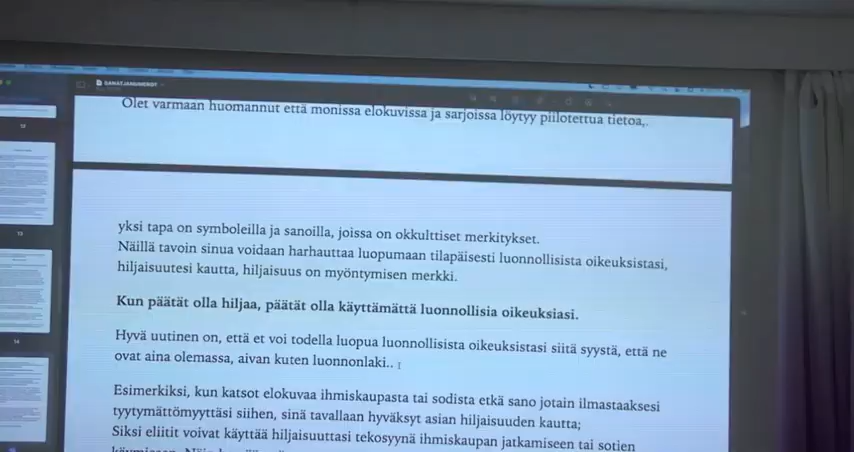 SANATJANUMEROT
Olet varmaan huomannut että monissa elokuvissa ja sarjoissa löytyy piilotettua tietoa,.
12
13
14
yksi tapa on symboleilla ja sanoilla, joissa on okkulttiset merkitykset.
Näillä tavoin sinua voidaan harhauttaa luopumaan tilapäisesti luonnollisista oikeuksistasi,
hiljaisuutesi kautta, hiljaisuus on myöntymisen merkki.
Kun päätät olla hiljaa, päätät olla käyttämättä luonnollisia oikeuksiasi.
Hyvä uutinen on, että et voi todella luopua luonnollisista oikeuksistasi siitä syystä, että ne
ovat aina olemassa, aivan kuten luonnonlaki..
Esimerkiksi, kun katsot elokuvaa ihmiskaupasta tai sodista etkä sano jotain ilmastaaksesi
tyytymättömyyttäsi siihen, sinä tavallaan hyväksyt asian hiljaisuuden kautta;
Siksi eliitit voivat käyttää hiljaisuuttasi tekosyynä ihmiskaupan jatkamiseen tai sotien